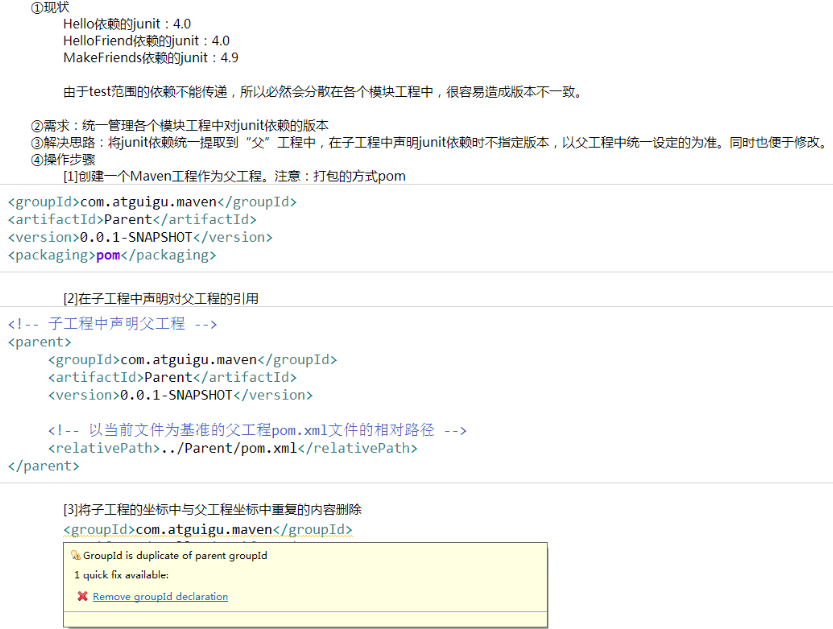 ①现状
Hello依赖的junit：4.0
HelloFriend依赖的junit：4.0
MakeFriends依赖的junit：4.9
由于test范围的依赖不能传递，所以必然会分散在各个模块工程中，很容易造成版本不一致。
②需求：统一管理各个模块工程中对junit依赖的版本
③解决思路：将junit依赖统一提取到“父”工程中，在子工程中声明junit依赖时不指定版本，以父工程中统一设定的为准。同时也便于修改。
④操作步骤
[1]创建一个Maven工程作为父工程。注意：打包的方式pom
<groupId>com.atguigu.maven</groupId>
<artifactId>Parent</artifactId>
<version>0.0.1-SNAPSHOT</version>
<packaging>pom</packaging>
[2]在子工程中声明对父工程的引用
<!-- 子工程中声明父工程 -->
<parent>
<groupId>com.atguigu.maven</groupId>
<artifactId>Parent</artifactId>
<version>0.0.1-SNAPSHOT</version>
<!-- 以当前文件为基准的父工程pom.xml文件的相对路径 -->
<relativePath>../Parent/pom.xml</relativePath>
</parent>
[3]将子工程的坐标中与父工程坐标中重复的内容删除
<groupId>com.atguigu.maven</groupId>
GroupId is duplicate of parent groupId
1 quick fix available:
Remove groupId declaration